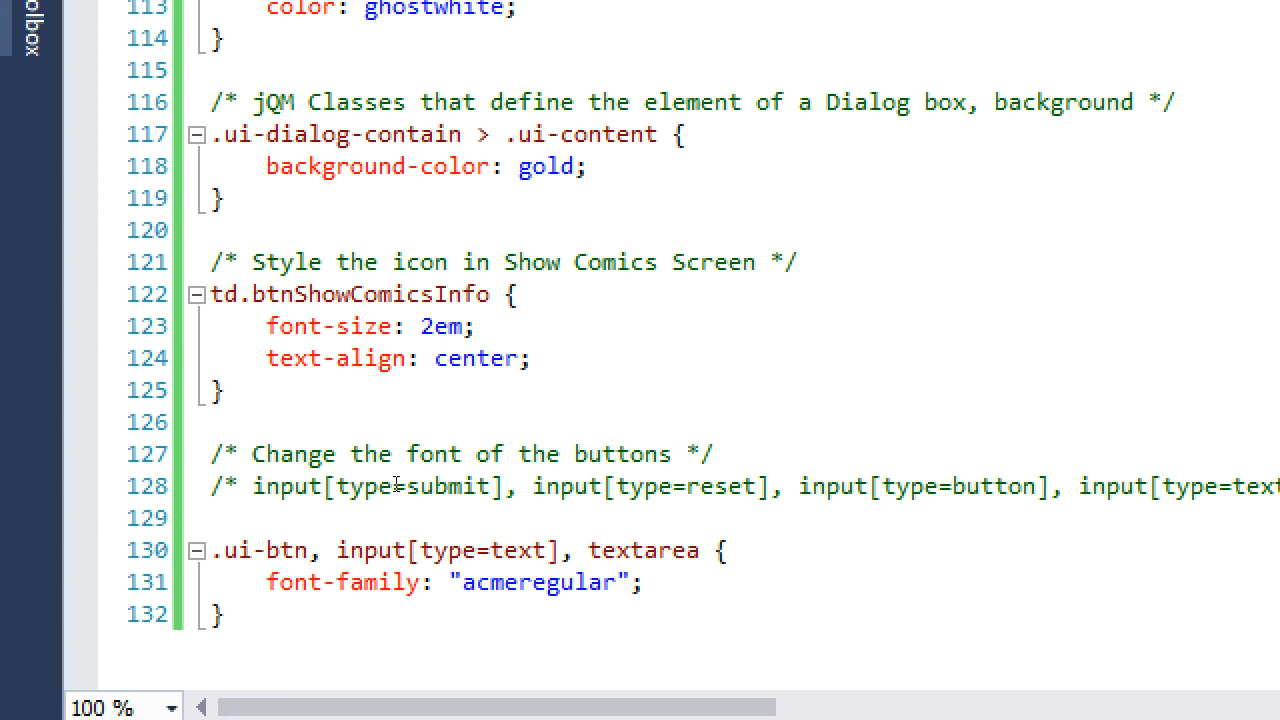 olbox
113 color: ghostwhite;
114 }
115
116 /* jQM Classes that define the element of a Dialog box, background */
117 .ui-dialog-contain > .ui-content {
118 background-color: gold;
119 }
120
121 /* Style the icon in Show Comics Screen */
122 td.btnShowComicsInfo {
123 font-size: 2em;
124 text-align: center;
125 }
126
127 /* Change the font of the buttons */
128 /* input[type=submit], input[type=reset], input[type=button], input[type=text
129
130 .ui-btn, input[type=text], textarea {
131 font-family: "acmeregular";
132 }
100 %